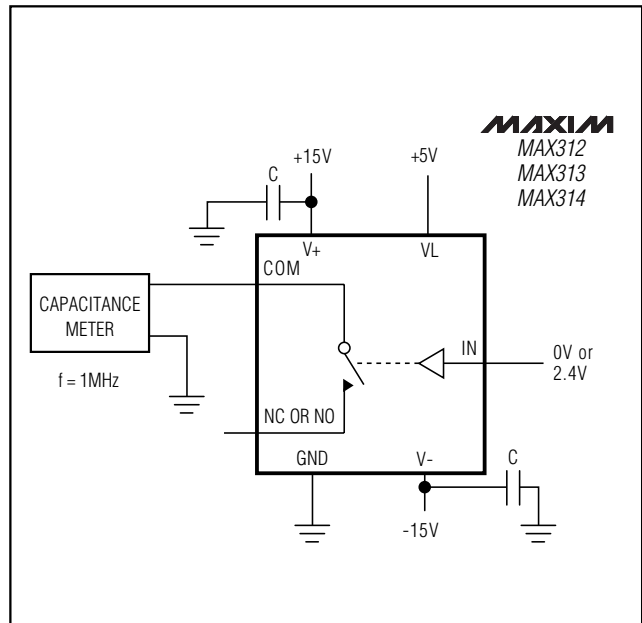 MAXIM
MAX312
MAX313
MAX314
+15V
+5V
C
V+
VL
COM
CAPACITANCE
METER
f = 1MHz
IN
0V or
2.4V
NC OR NO
GND
V-
C
-15V